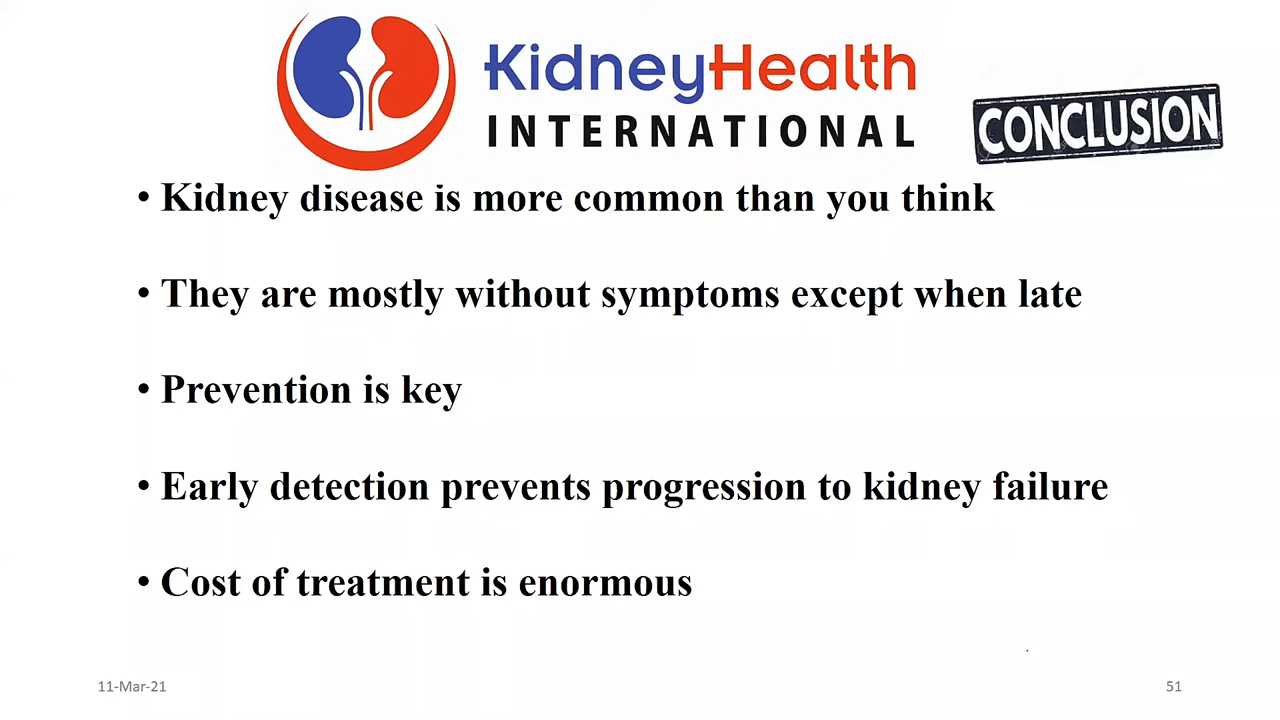 KidneyHealth
INTERNATIONAL
CONCLUSION
• Kidney disease is more common than you think
• They are mostly without symptoms except when late
• Prevention is key
• Early detection prevents progression to kidney failure
• Cost of treatment is enormous
11-Mar-21
51